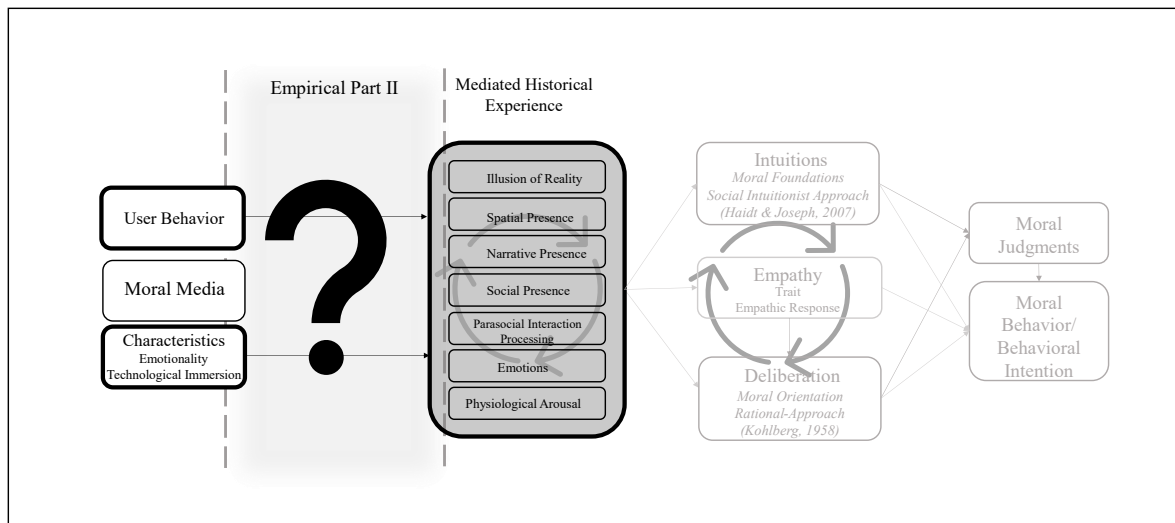 Empirical Part II
Mediated Historical
Experience
User Behavior
Moral Media
Characteristics
Emotionality
Technological Immersion
?
Illusion of Reality
Spatial Presence
Narrative Presence
Social Presence
Parasocial Interaction
Processing
Emotions
Physiological Arousal
Intuitions
Moral Foundations
Social Intuitionist Approach
(Haidt & Joseph, 2007)
Empathy
Trait
Empathic Response
Deliberation
Moral Orientation
Rational-Approach
(Kohlberg, 1958)
Moral
Judgments
Moral
Behavior/
Behavioral
Intention